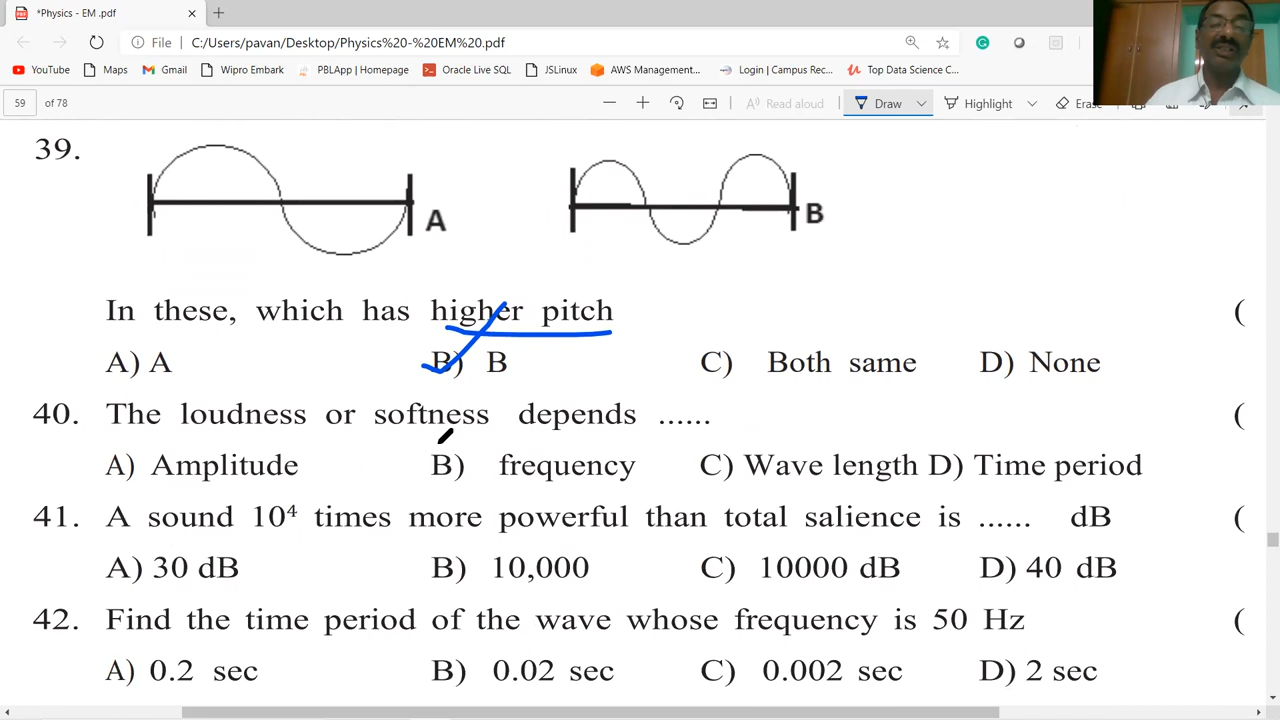 *Physics - EM .pdf
File C:/Users/pavan/Desktop/Physics%20-%20EM%20.pdf
YouTube Maps Gmail Wipro Embark PBLApp | Homepage Oracle Live SQL JSLinux AWS Management... Login | Campus Rec... Top Data Science C...
59 of 78 Read aloud Draw Highlight Erase
39.
A B
In these, which has higher pitch (
A) A B) B C) Both same D) None
40. The loudness or softness depends ...... (
A) Amplitude B) frequency C) Wave length D) Time period
41. A sound 10⁴ times more powerful than total salience is ...... dB (
A) 30 dB B) 10,000 C) 10000 dB D) 40 dB
42. Find the time period of the wave whose frequency is 50 Hz (
A) 0.2 sec B) 0.02 sec C) 0.002 sec D) 2 sec